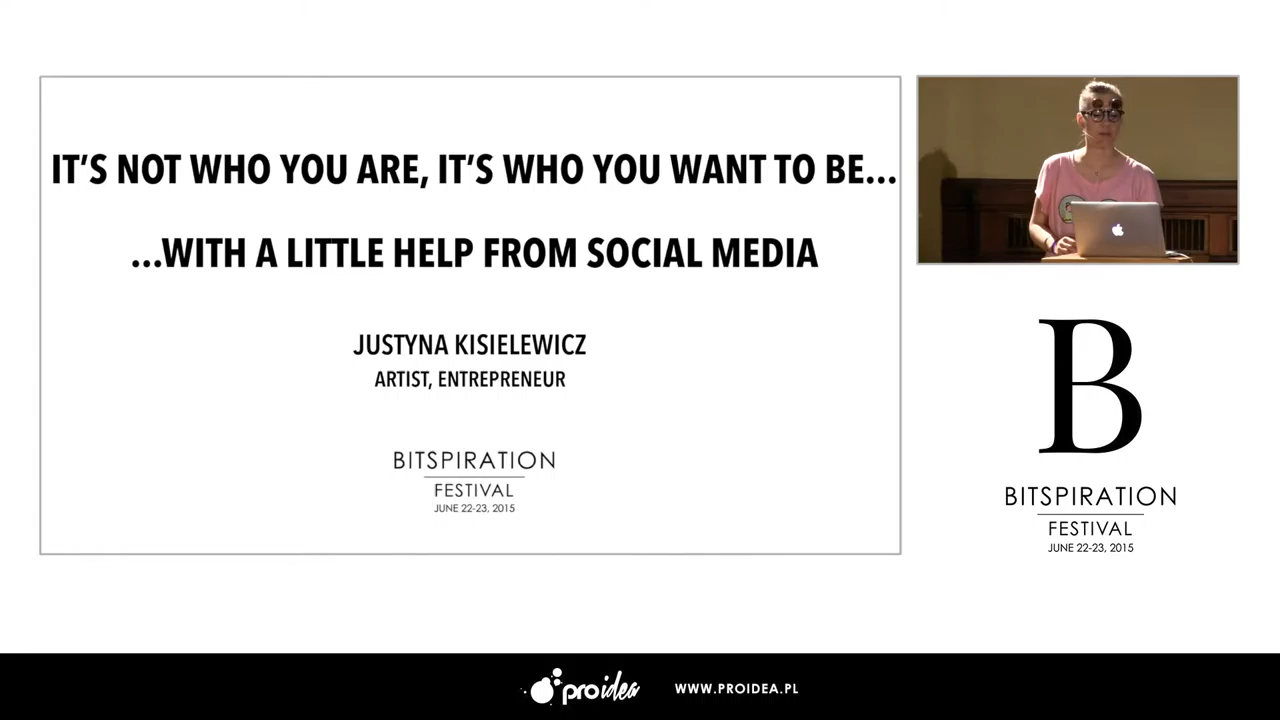 IT'S NOT WHO YOU ARE, IT'S WHO YOU WANT TO BE...
...WITH A LITTLE HELP FROM SOCIAL MEDIA
JUSTYNA KISIELEWICZ
ARTIST, ENTREPRENEUR
BITSPIRATION
FESTIVAL
JUNE 22-23, 2015
B
BITSPIRATION
FESTIVAL
JUNE 22-23, 2015
proidea
WWW.PROIDEA.PL